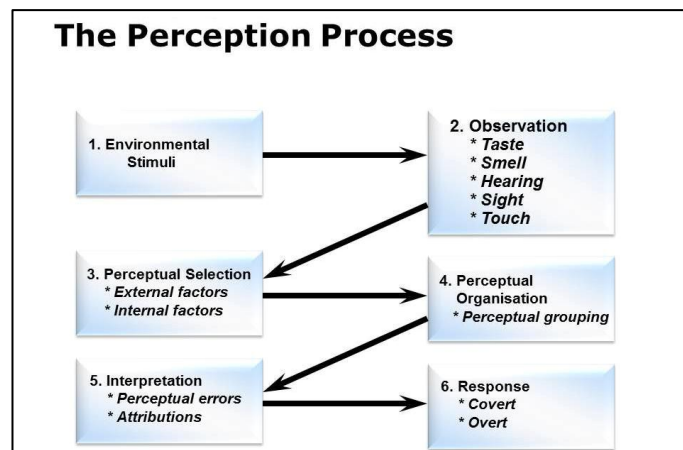 The Perception Process
1. Environmental
Stimuli
2. Observation
* Taste
* Smell
* Hearing
* Sight
* Touch
3. Perceptual Selection
* External factors
* Internal factors
4. Perceptual
Organisation
* Perceptual grouping
5. Interpretation
* Perceptual errors
* Attributions
6. Response
* Covert
* Overt